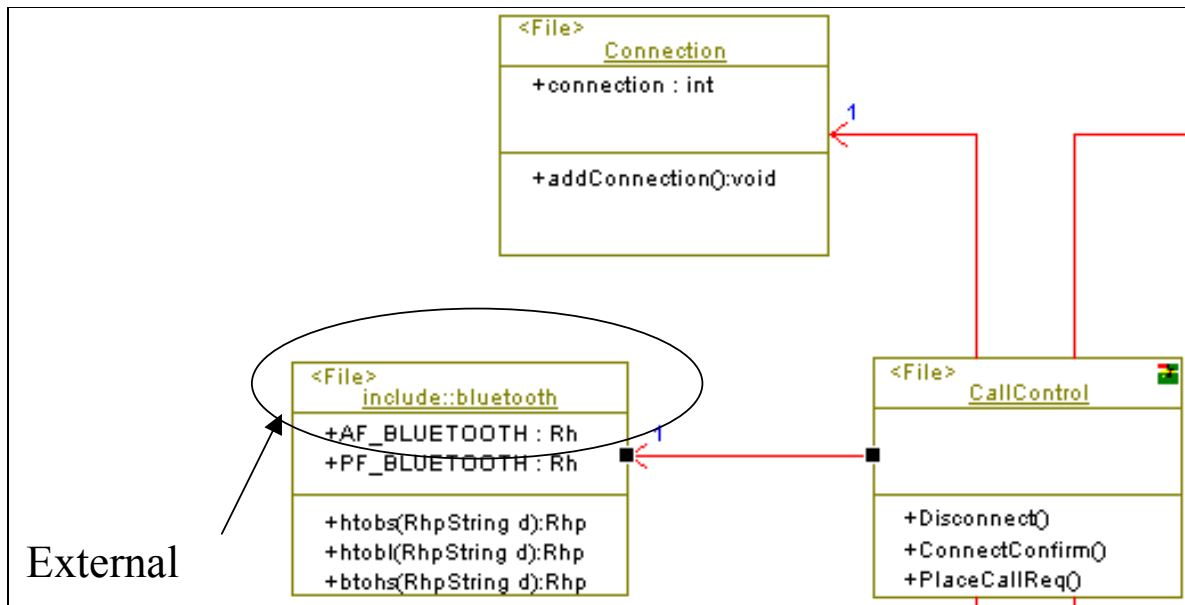 <File>
Connection
+connection : int
1
+addConnection():void
<File>
include::bluetooth
+AF_BLUETOOTH : Rh
+PF_BLUETOOTH : Rh
1
+htobs(RhpString d):Rhp
+htobl(RhpString d):Rhp
+btohs(RhpString d):Rhp
<File>
CallControl
+Disconnect()
+ConnectConfirm()
+PlaceCallReq()
External